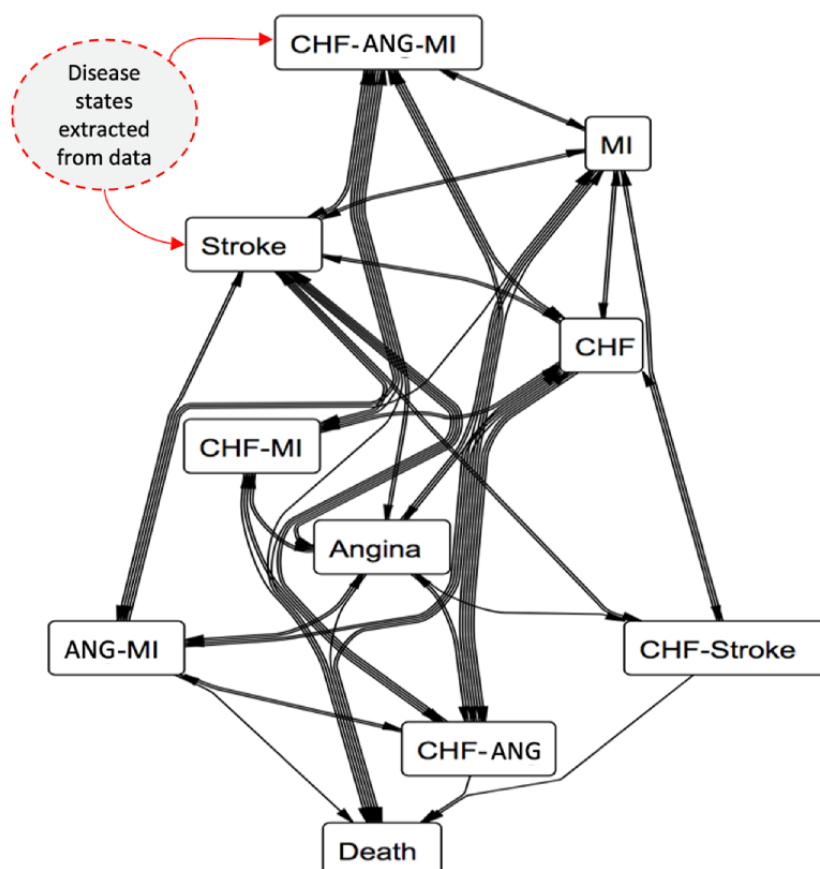 CHF-ANG-MI
Disease
states
extracted
from data
MI
Stroke
CHF
CHF-MI
Angina
ANG-MI
CHF-Stroke
CHF-ANG
Death